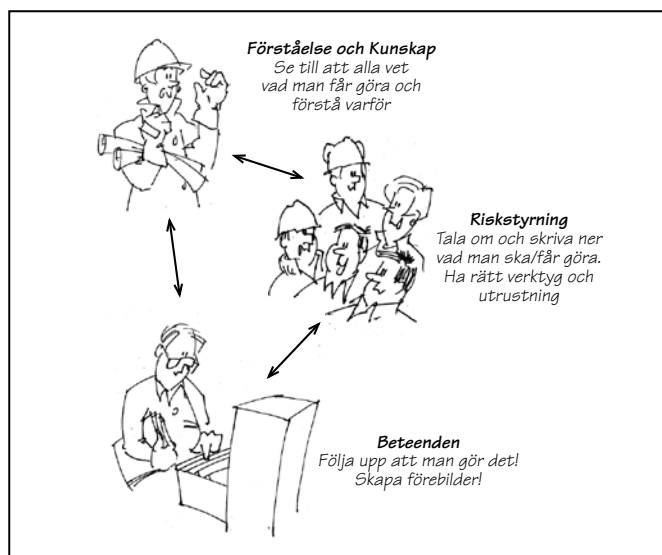 Förståelse och Kunskap
Se till att alla vet
vad man får göra och
förstå varför
Riskstyrning
Tala om och skriva ner
vad man ska/får göra.
Ha rätt verktyg och
utrustning
Beteenden
Följa upp att man gör det!
Skapa förebilder!